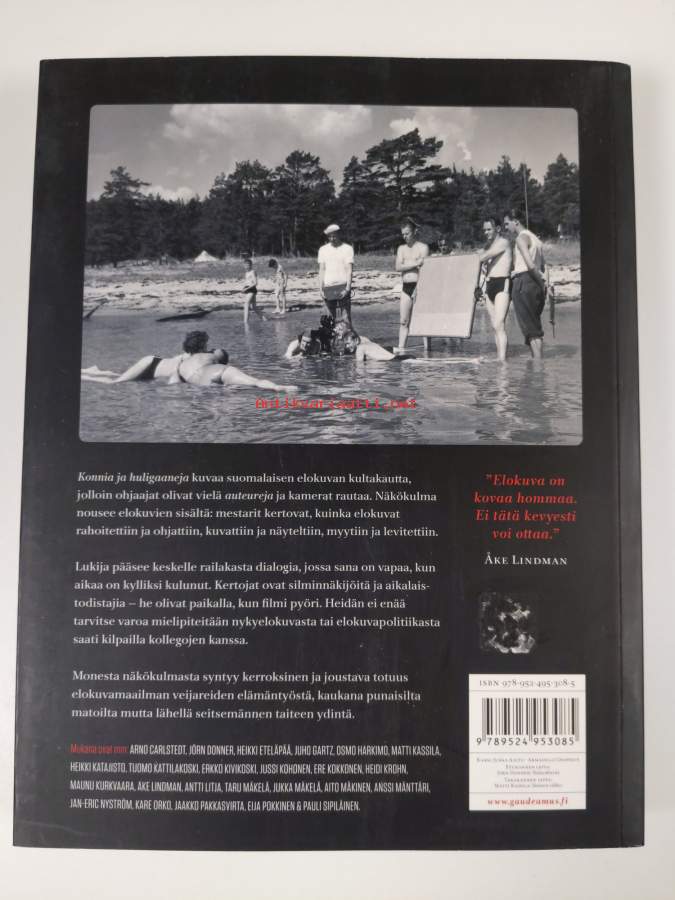 antikvariaatti.net
Konnia ja huligaaneja kuvaa suomalaisen elokuvan kultakautta,
jolloin ohjaajat olivat vielä auteureja ja kamerat rautaa. Näkökulma
nousee elokuvien sisältä: mestarit kertovat, kuinka elokuvat
rahoitettiin ja ohjattiin, kuvattiin ja näyteltiin, myytiin ja levitettiin.
Lukija pääsee keskelle railakasta dialogia, jossa sana on vapaa, kun
aikaa on kylliksi kulunut. Kertojat ovat silminnäkijöitä ja aikalais-
todistajia – he olivat paikalla, kun filmi pyöri. Heidän ei enää
tarvitse varoa mielipiteitään nykyelokuvasta tai elokuvapolitiikasta
saati kilpailla kollegojen kanssa.
Monesta näkökulmasta syntyy kerroksinen ja joustava totuus
elokuvamaailman veijareiden elämäntyöstä, kaukana punaisilta
matoilta mutta lähellä seitsemännen taiteen ydintä.
Mukana ovat mm: ARNO CARLSTEDT, JÖRN DONNER, HEIKKI ETELÄPÄÄ, JUHO GARTZ, OSMO HARKIMO, MATTI KASSILA,
HEIKKI KATAJISTO, TUOMO KATTILAKOSKI, ERKKO KIVIKOSKI, JUSSI KOHONEN, ERE KOKKONEN, HEIDI KROHN,
MAUNU KURKVAARA, ÅKE LINDMAN, ANTTI LITJA, TARU MÄKELÄ, JUKKA MÄKELÄ, AITO MÄKINEN, ANSSI MÄNTTÄRI,
JAN-ERIC NYSTRÖM, KARE ORKO, JAAKKO PAKKASVIRTA, EIJA POKKINEN & PAULI SIPILÄINEN.
"Elokuva on
kovaa hommaa.
Ei tätä kevyesti
voi ottaa."
ÅKE LINDMAN
ISBN-978-952-495-308-5
9 789524 953085
www.gaudeamus.fi